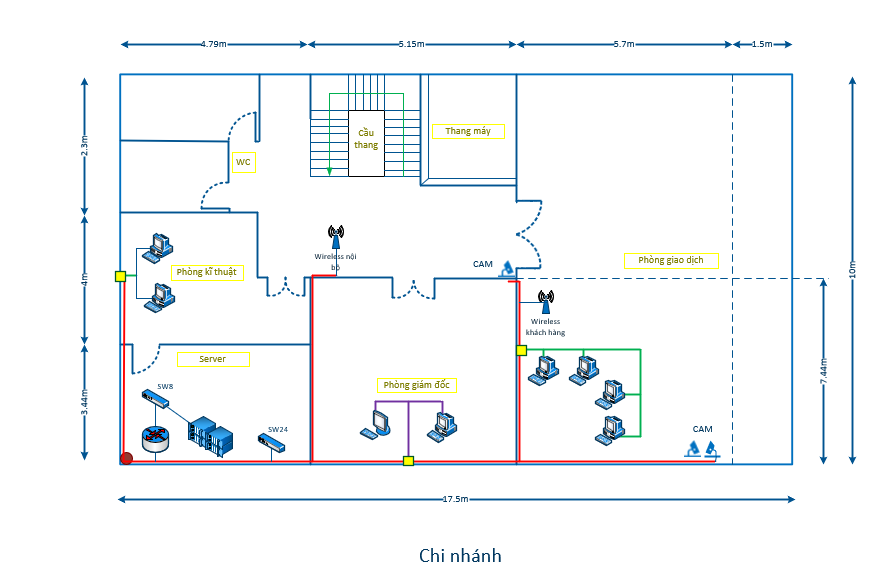 4.79m
5.15m
5.7m
1.5m
Cầu
thang
Thang máy
WC
2.3m
Wireless nội
bộ
CAM
Phòng giao dịch
Phòng kĩ thuật
4m
10m
Wireless
khách hàng
Server
Phòng giám đốc
7.44m
3.44m
SW8
SW24
CAM
17.5m
Chi nhánh